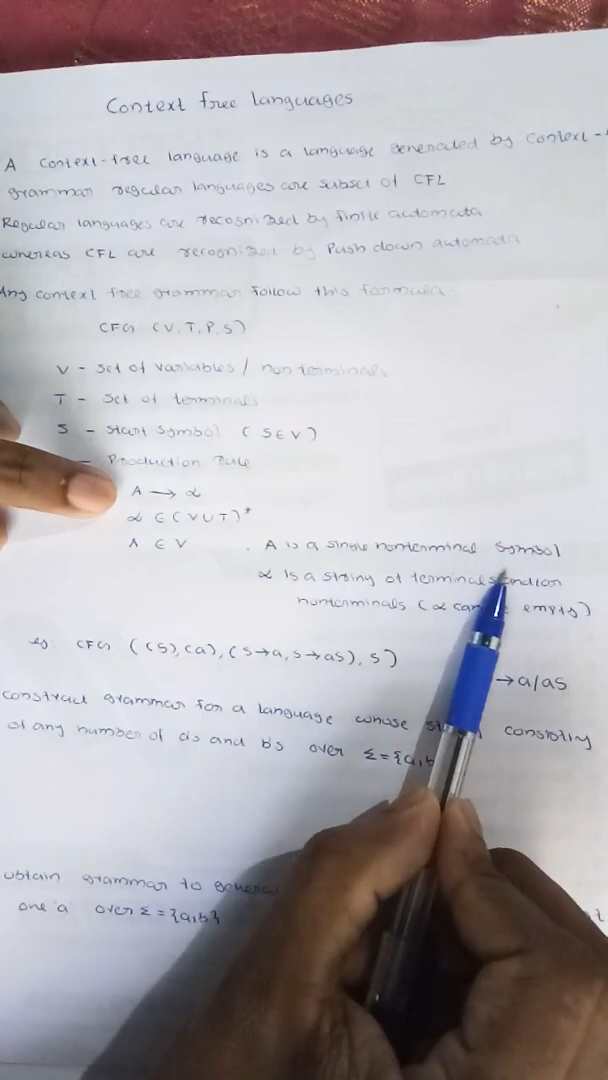 Context free languages
A context-free language is a language generated by context-
grammar regular languages are subset of CFL
Regular languages are recognized by finite automata
whereas CFL are recognized by Push down automata
Any context free grammar follow this formula
CFG (V, T, P, S)
V - set of variables / nonterminals
T - set of terminals
S - start symbol (S ∈ V)
- Production Rule
A → α
α ∈ (V ∪ T)*
A ∈ V . A is a single nonterminal symbol
α is a string of terminals and/or
nonterminals (α can empty)
eg: CFG ((S), (a), (S→a, S→aS), S)
→ a/aS
construct grammar for a language whose consisting
of any number of a's and b's over Σ = {a, b
obtain grammar to
one 'a' over Σ = {a, b}